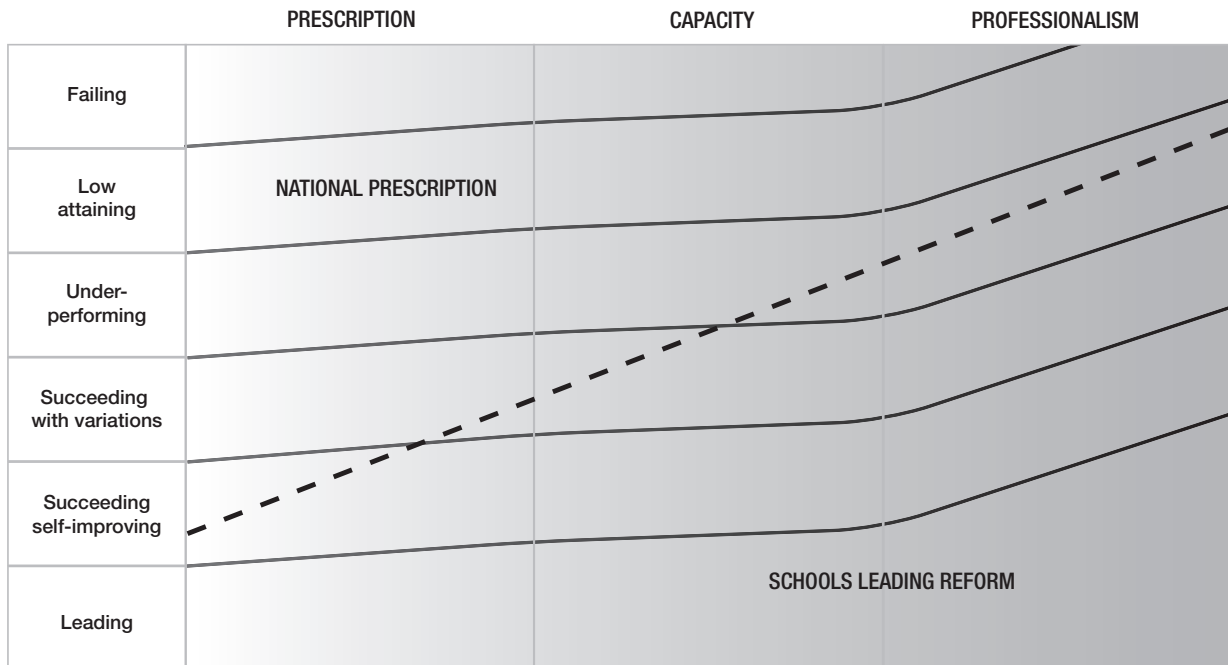 PRESCRIPTION
CAPACITY
PROFESSIONALISM
Failing
Low
attaining
NATIONAL PRESCRIPTION
Under-
performing
Succeeding
with variations
Succeeding
self-improving
SCHOOLS LEADING REFORM
Leading